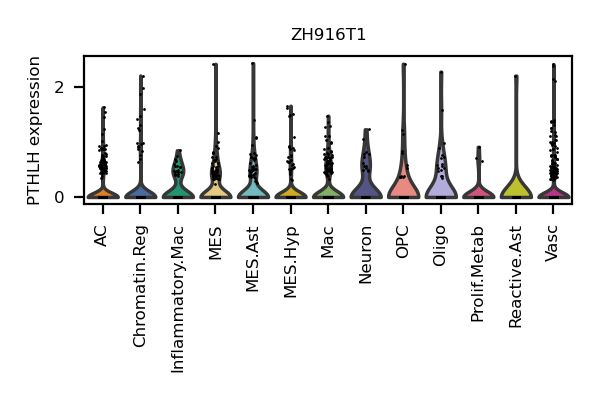 ZH916T1
PTHLH expression
2
0
AC
Chromatin.Reg
Inflammatory.Mac
MES
MES.Ast
MES.Hyp
Mac
Neuron
OPC
Oligo
Prolif.Metab
Reactive.Ast
Vasc